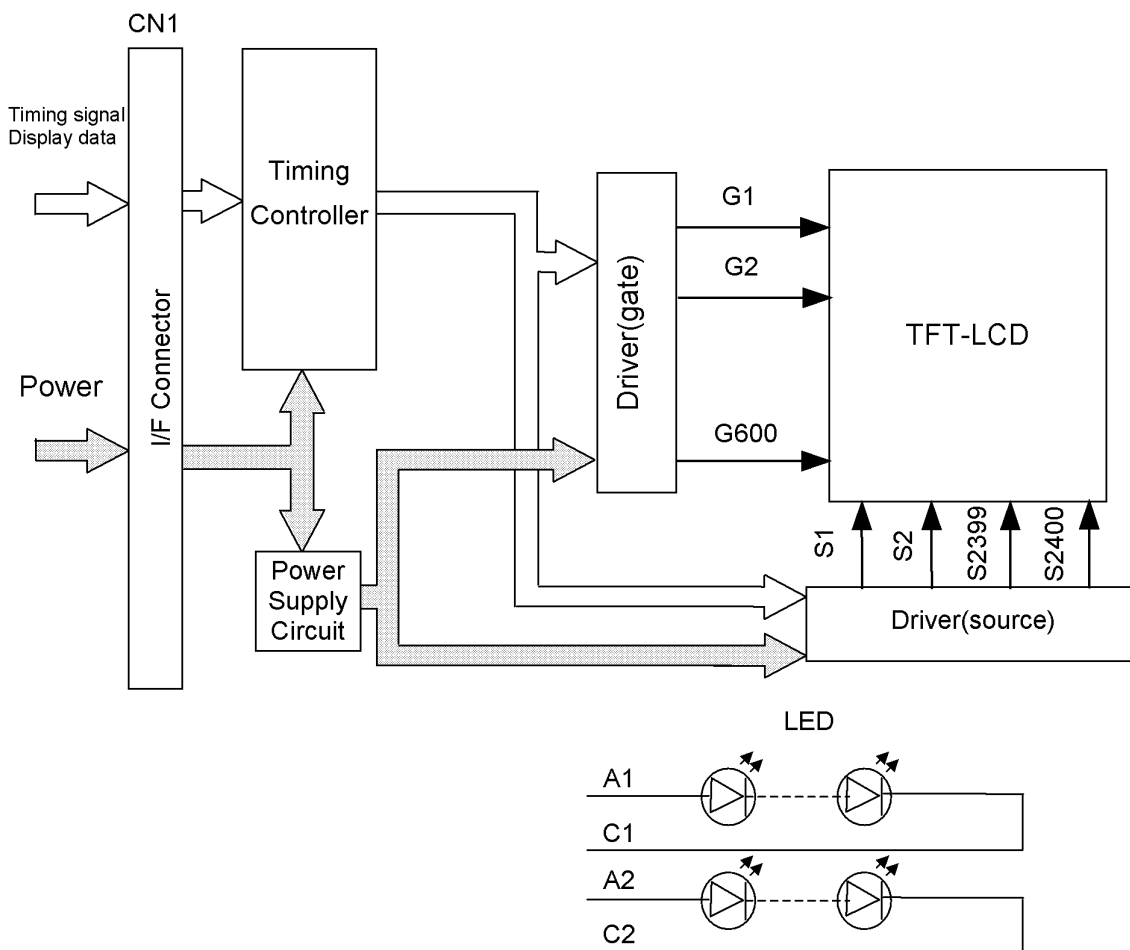 CN1
Timing signal
Display data
Power
I/F Connector
Timing
Controller
Power
Supply
Circuit
Driver(gate)
G1
G2
G600
TFT-LCD
S1
S2
S2399
S2400
Driver(source)
LED
A1
C1
A2
C2